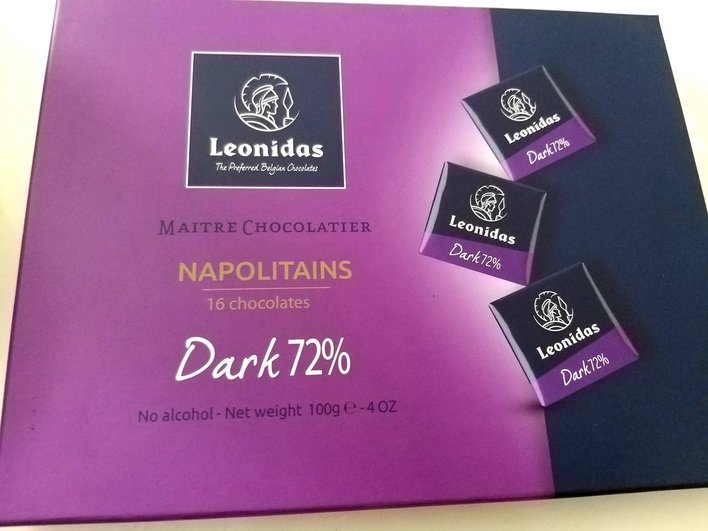 Leonidas
The Preferred Belgian Chocolates
MAITRE CHOCOLATIER
NAPOLITAINS
16 chocolates
Dark 72%
No alcohol - Net weight 100g ℮ - 4 OZ
Leonidas
Dark 72%
Leonidas
Dark 72%
Leonidas
Dark 72%